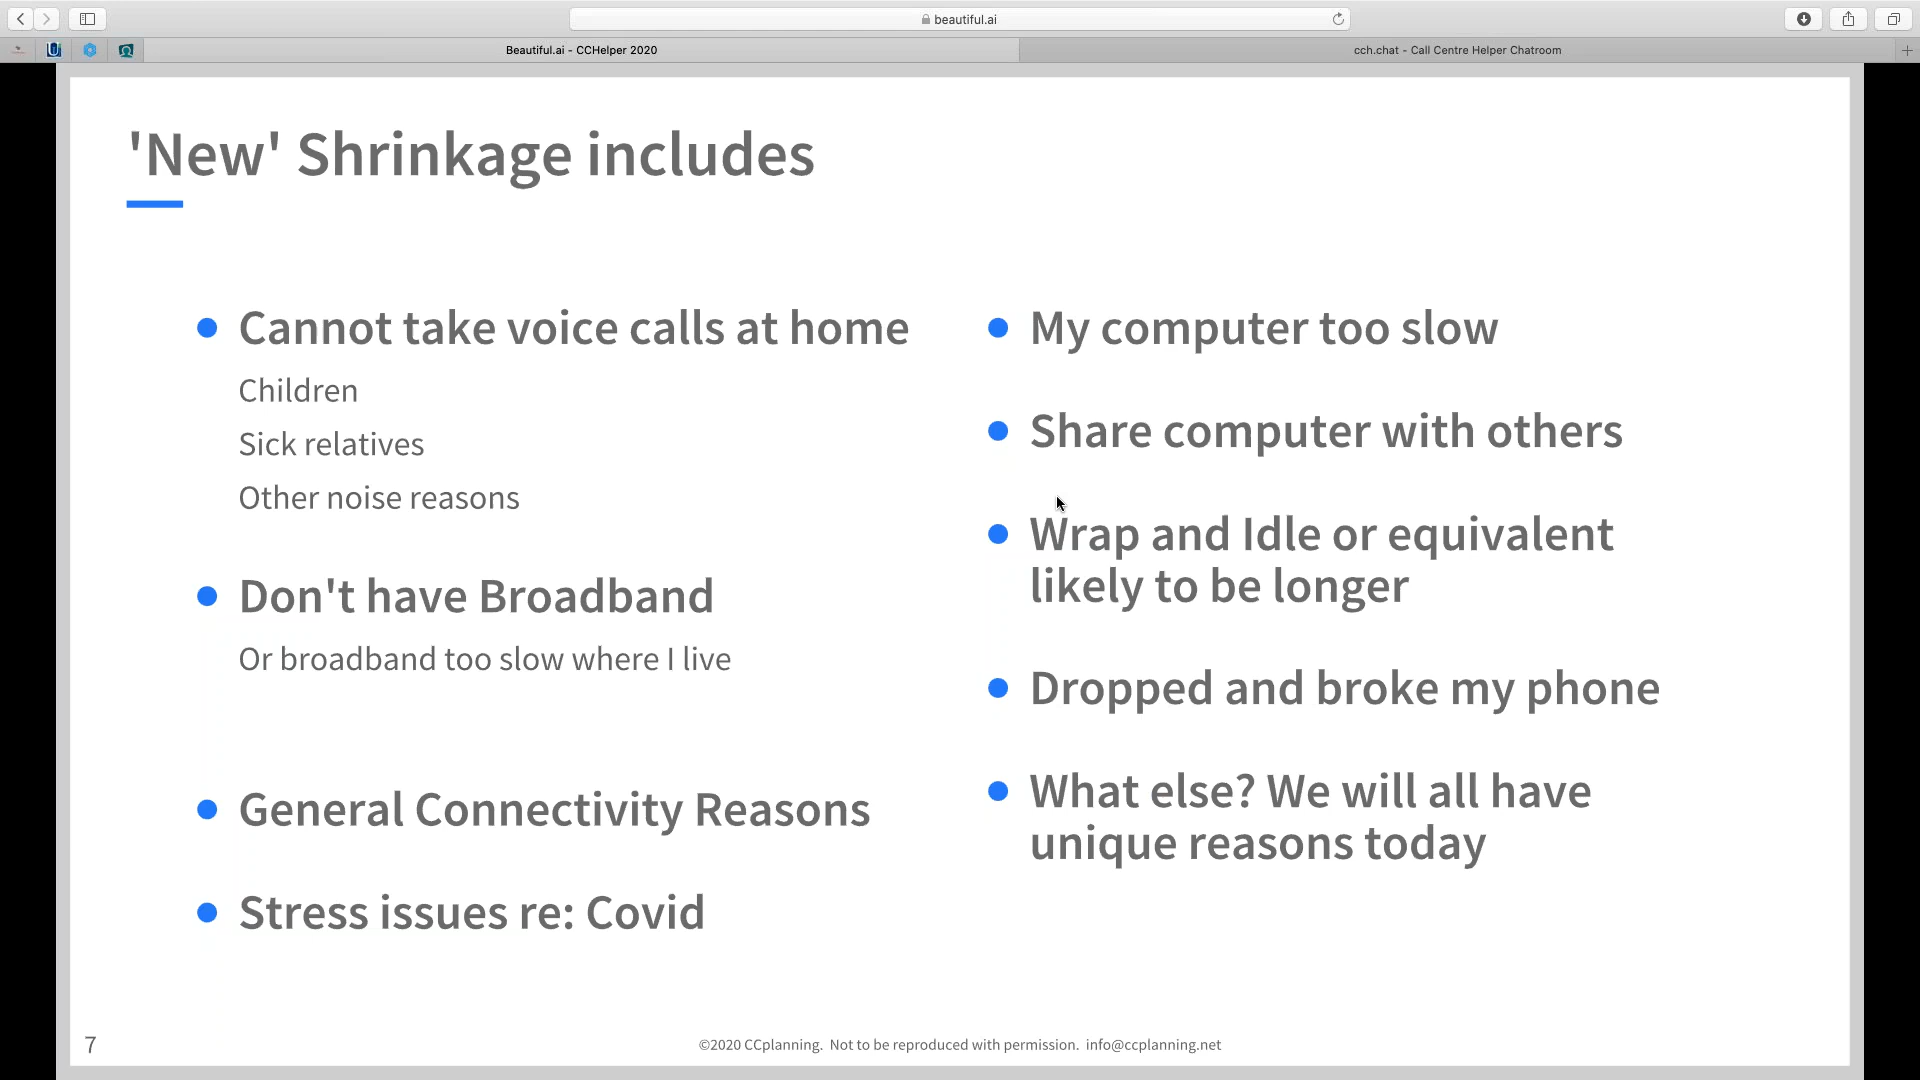 beautiful.ai
Beautiful.ai - CCHelper 2020
cch.chat - Call Centre Helper Chatroom
'New' Shrinkage includes
Cannot take voice calls at home
Children
Sick relatives
Other noise reasons
Don't have Broadband
Or broadband too slow where I live
General Connectivity Reasons
Stress issues re: Covid
My computer too slow
Share computer with others
Wrap and Idle or equivalent
likely to be longer
Dropped and broke my phone
What else? We will all have
unique reasons today
7
©2020 CCplanning. Not to be reproduced with permission. info@ccplanning.net